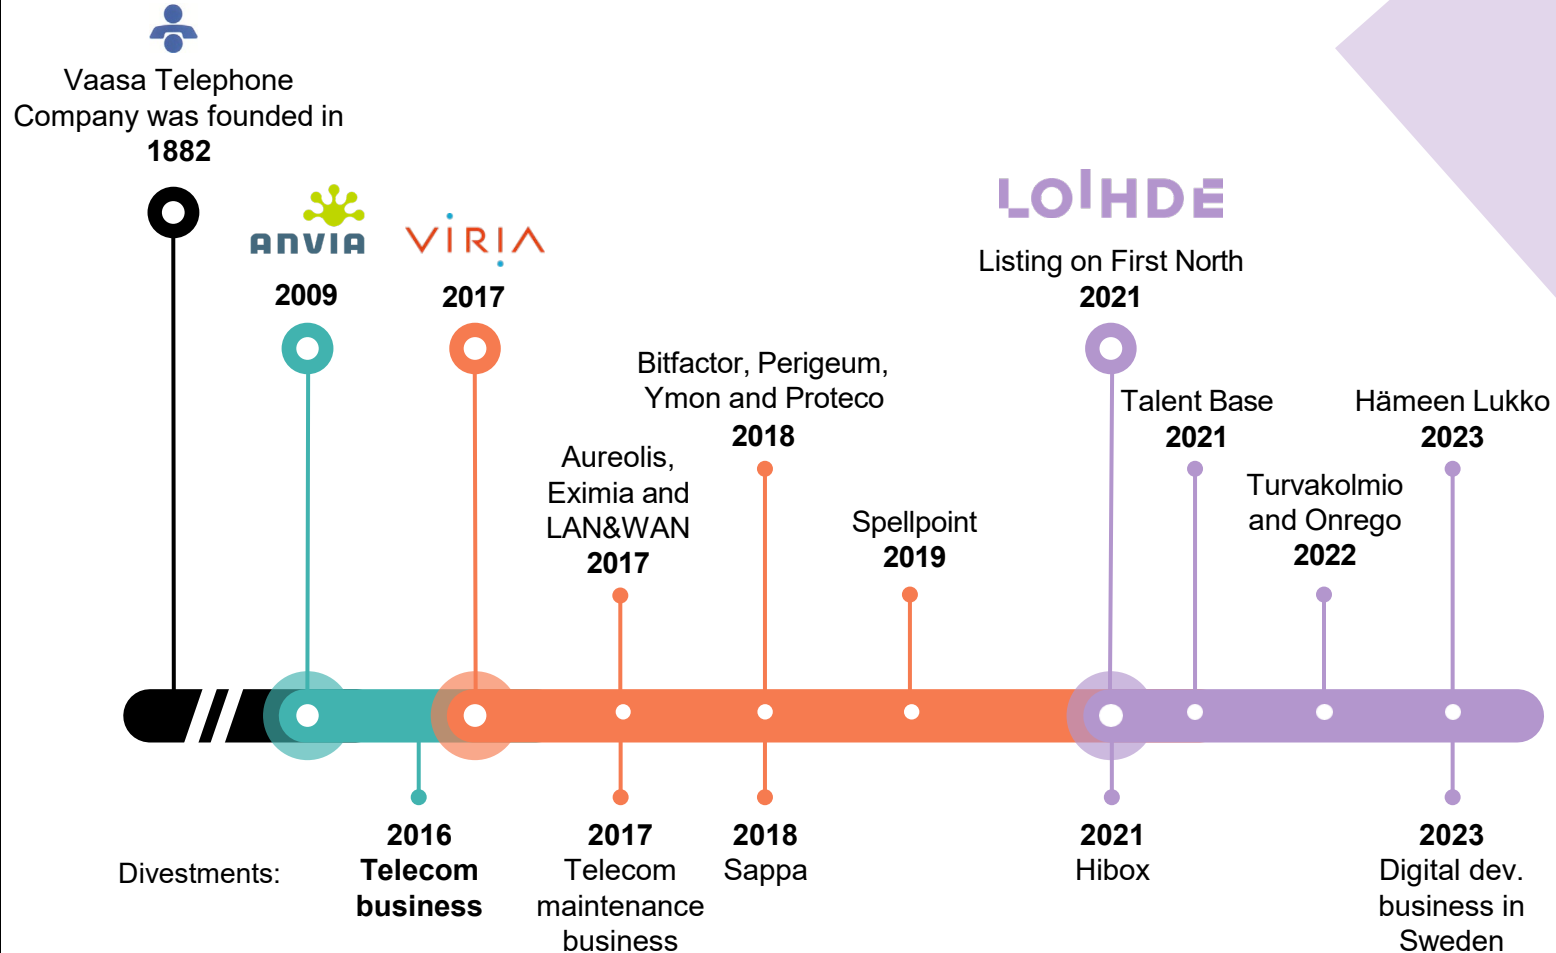 Vaasa Telephone
Company was founded in
1882
ANVIA
2009
VIRIA
2017
LOIHDE
Listing on First North
2021
Aureolis,
Eximia and
LAN&WAN
2017
Bitfactor, Perigeum,
Ymon and Proteco
2018
Spellpoint
2019
Talent Base
2021
Turvakolmio
and Onrego
2022
Hämeen Lukko
2023
Divestments:
2016
Telecom
business
2017
Telecom
maintenance
business
2018
Sappa
2021
Hibox
2023
Digital dev.
business in
Sweden